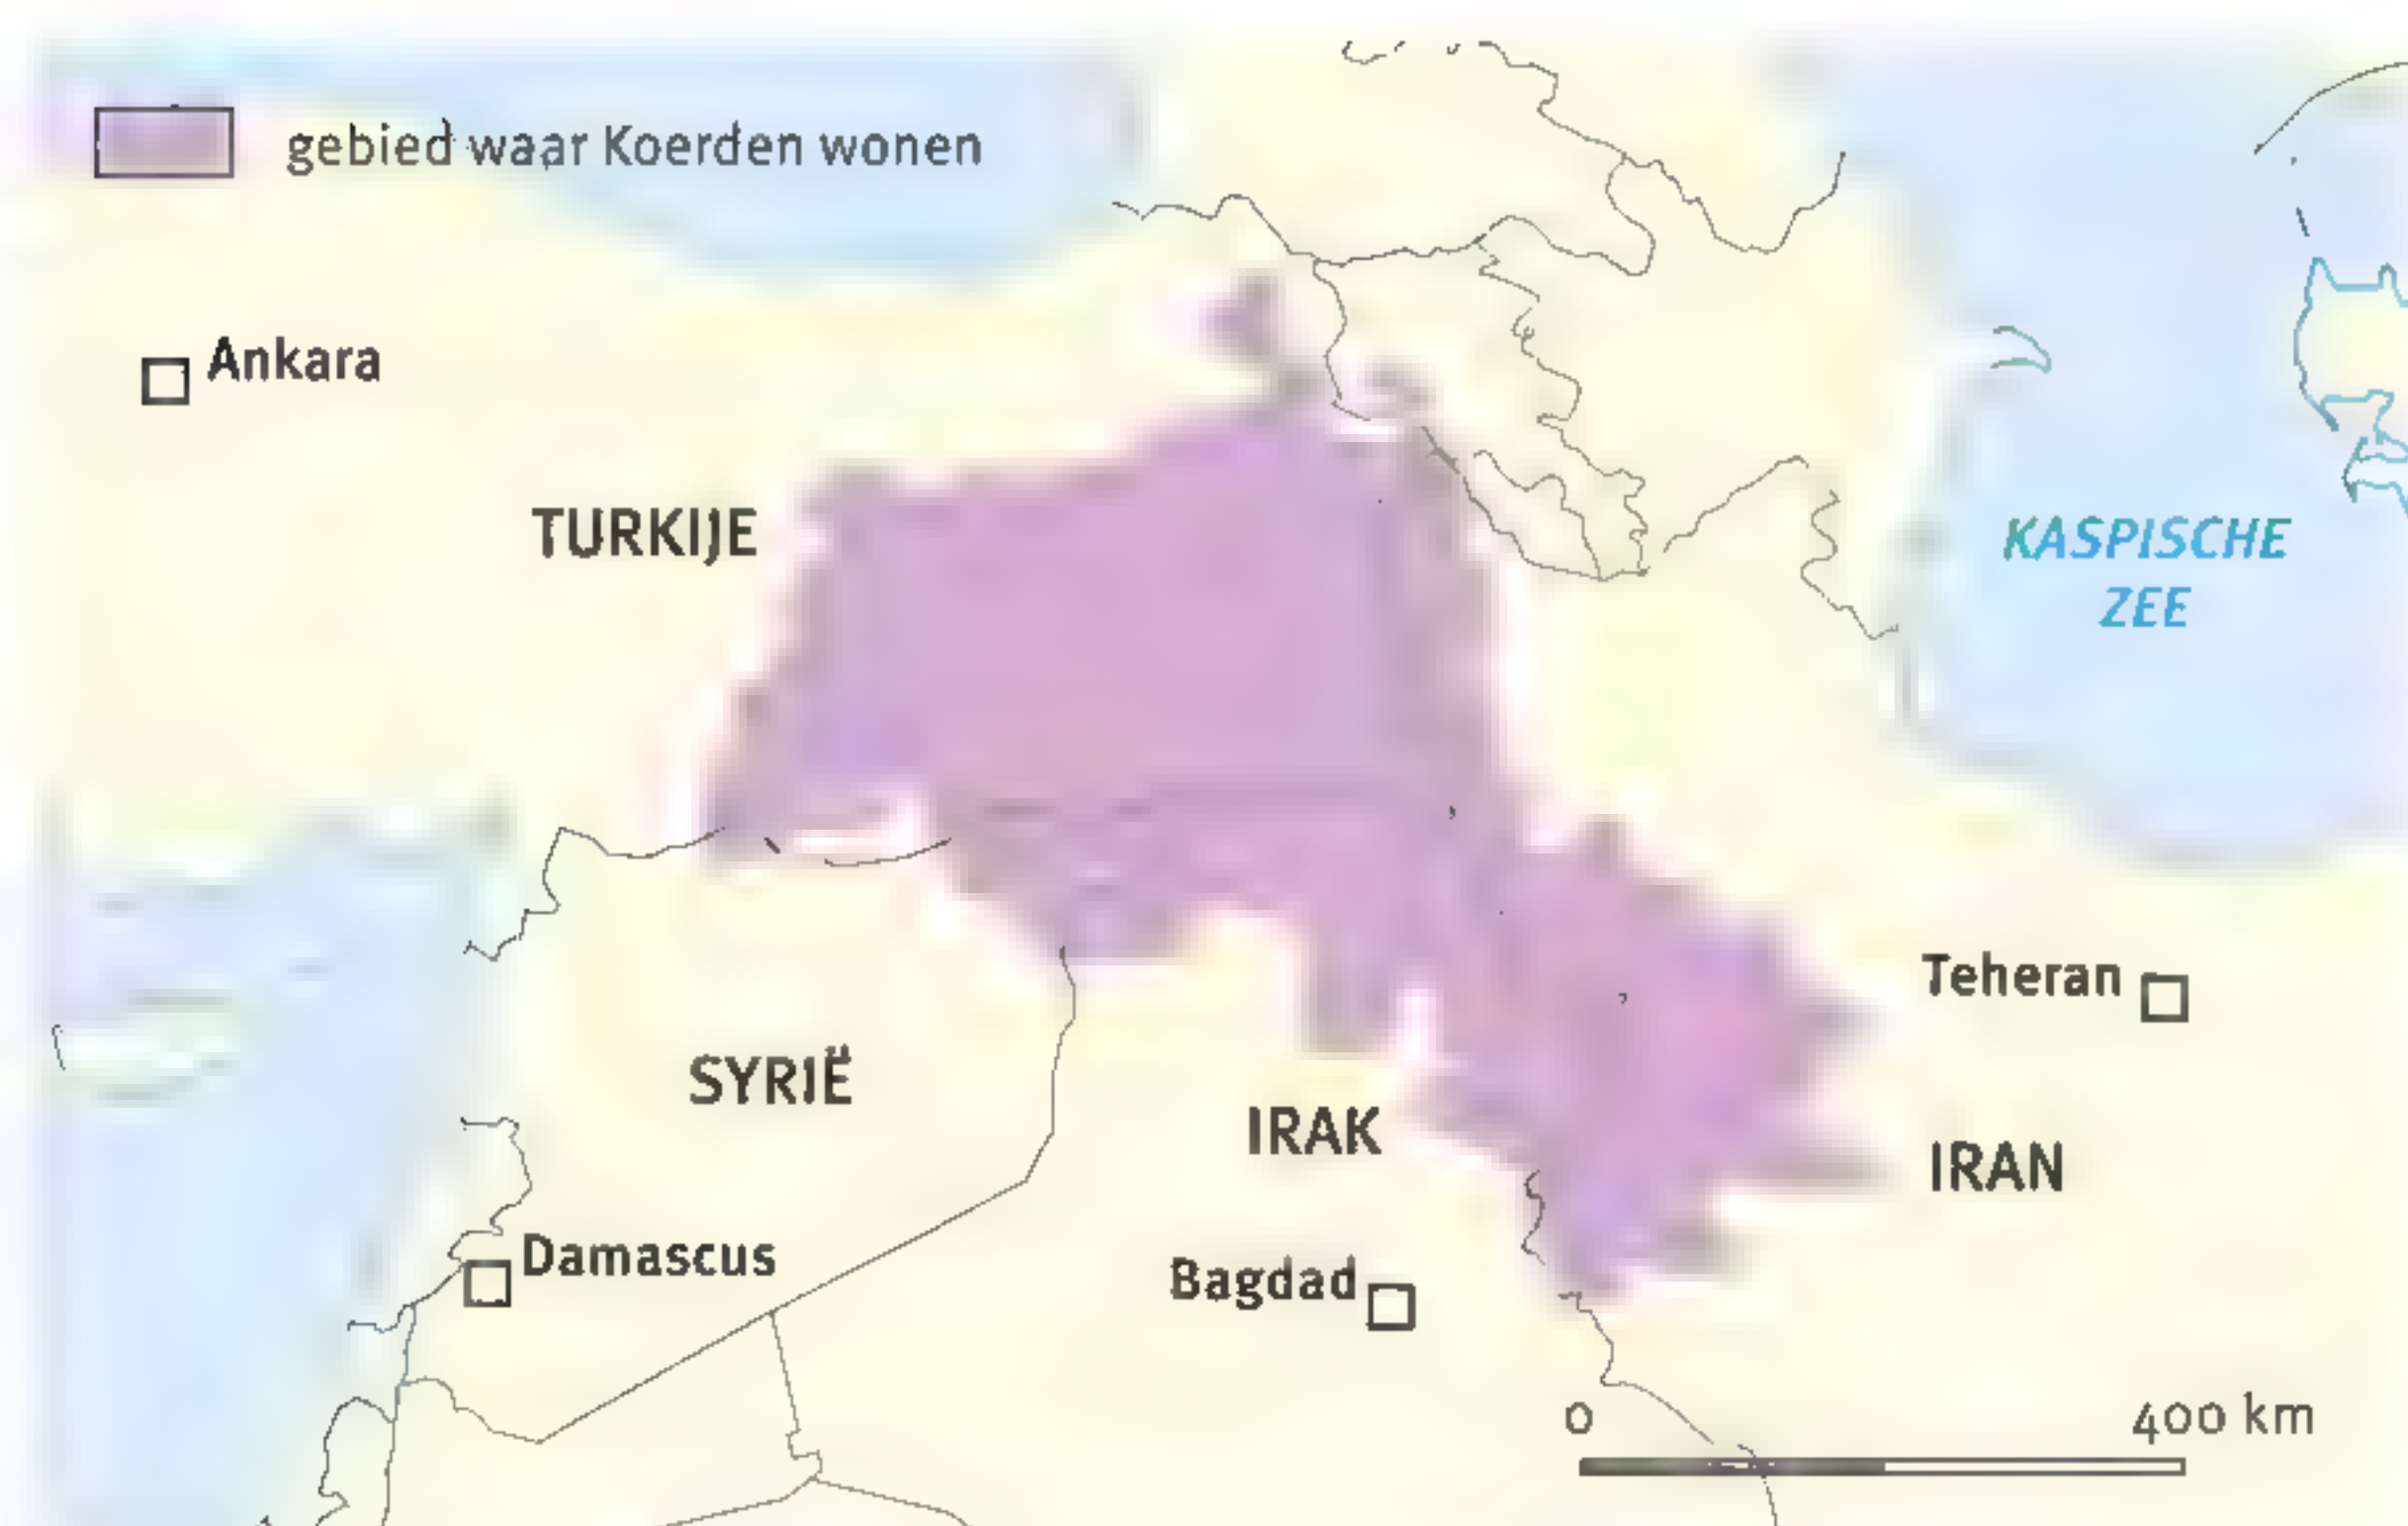 gebied waar Koerden wonen
Ankara
TURKIJE
KASPISCHE
ZEE
Teheran
SYRIË
IRAK
IRAN
Damascus
Bagdad
0 400 km